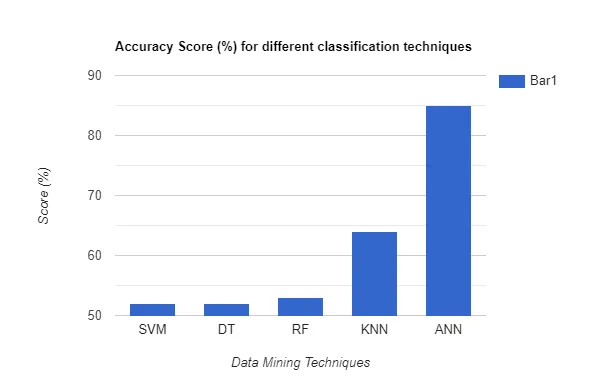 Accuracy Score (%) for different classification techniques
90
Bar1
80
70
Score (%)
60
50
SVM DT RF KNN ANN
Data Mining Techniques